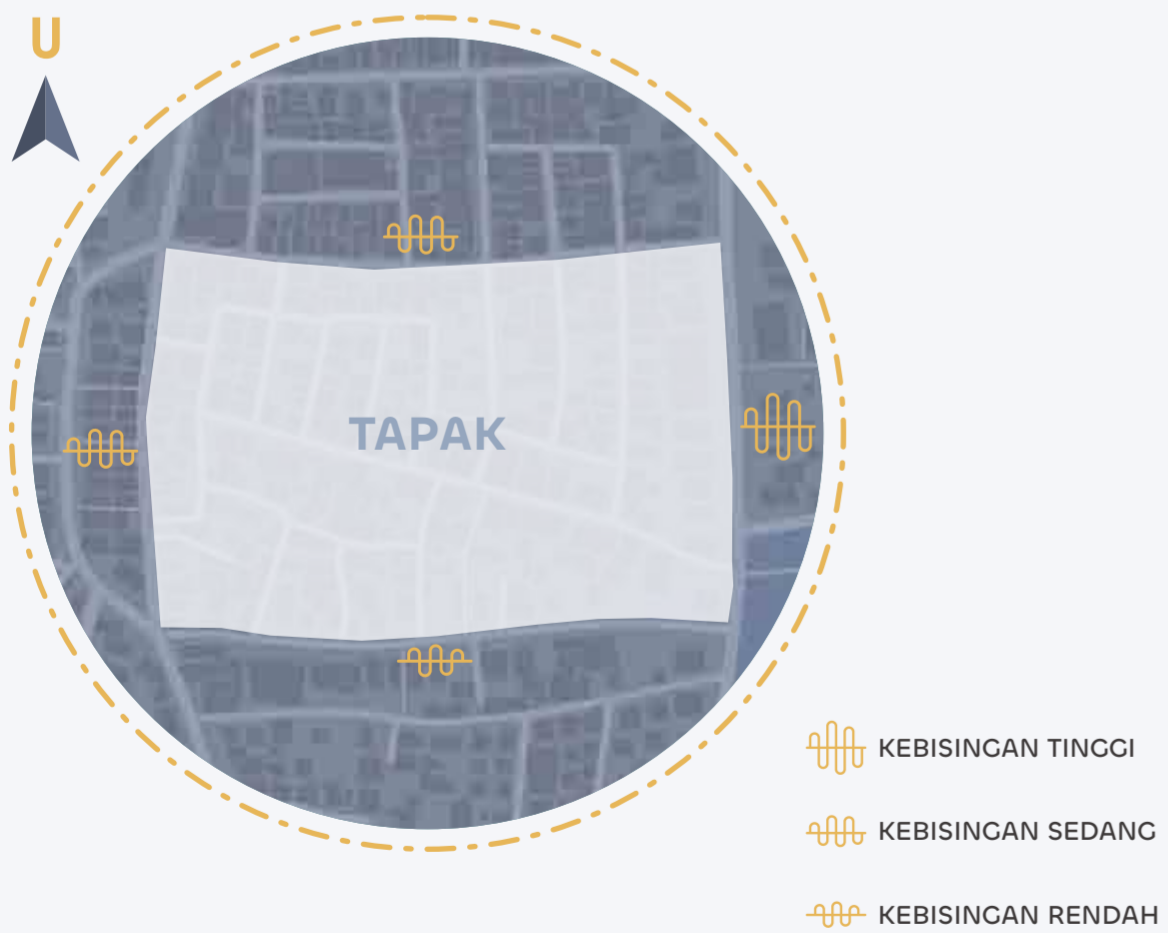 U
TAPAK
KEBISINGAN TINGGI
KEBISINGAN SEDANG
KEBISINGAN RENDAH